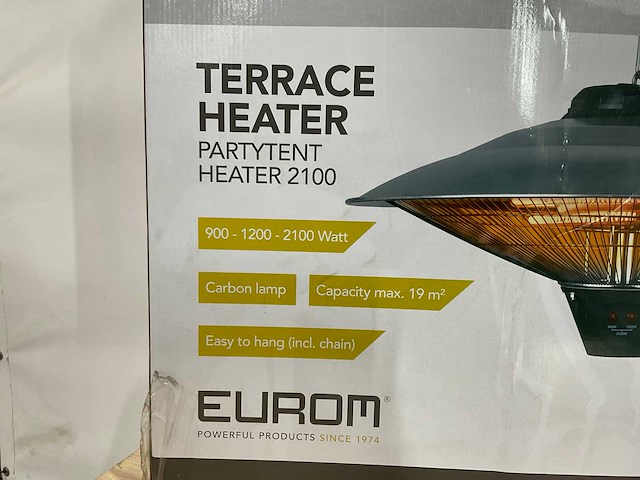 TERRACE
HEATER
PARTYTENT
HEATER 2100
900 - 1200 - 2100 Watt
Carbon lamp
Capacity max. 19 m²
Easy to hang (incl. chain)
EUROM®
POWERFUL PRODUCTS SINCE 1974